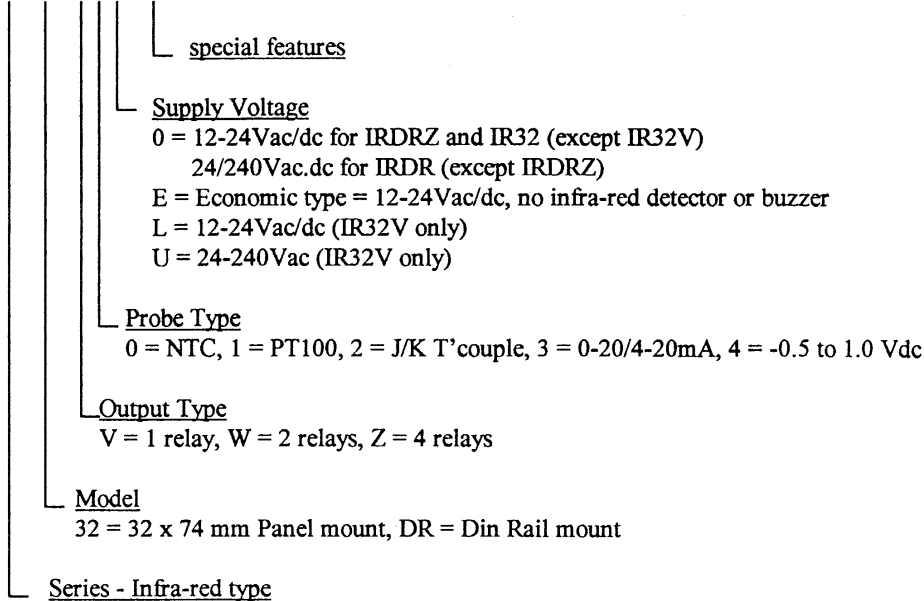 special features
Supply Voltage
0 = 12-24Vac/dc for IRDRZ and IR32 (except IR32V)
24/240Vac.dc for IRDR (except IRDRZ)
E = Economic type = 12-24Vac/dc, no infra-red detector or buzzer
L = 12-24Vac/dc (IR32V only)
U = 24-240Vac (IR32V only)
Probe Type
0 = NTC, 1 = PT100, 2 = J/K T'couple, 3 = 0-20/4-20mA, 4 = -0.5 to 1.0 Vdc
Output Type
V = 1 relay, W = 2 relays, Z = 4 relays
Model
32 = 32 x 74 mm Panel mount, DR = Din Rail mount
Series - Infra-red type